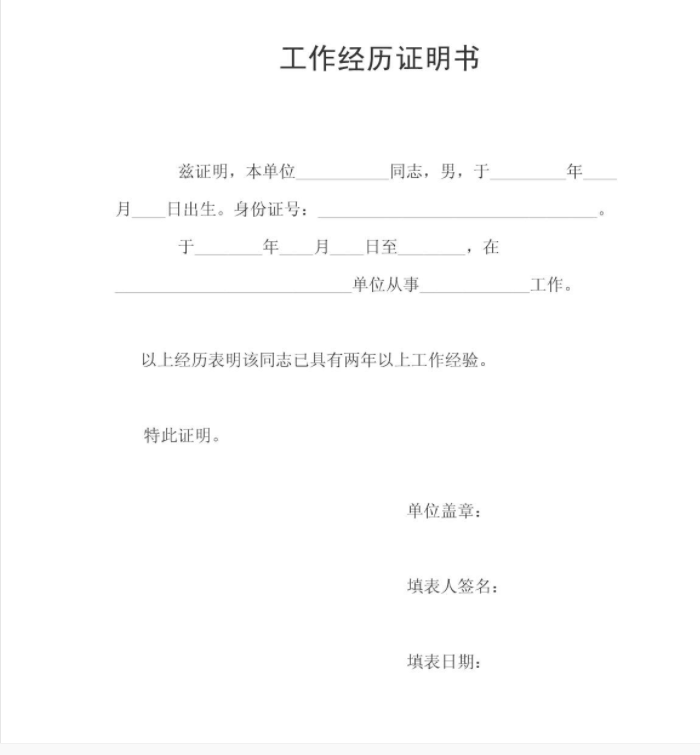 工作经历证明书
兹证明，本单位___________同志，男，于_________年____
月____日出生。身份证号：_________________________________。
于________年____月____日至________，在
____________________________单位从事_____________工作。
以上经历表明该同志已具有两年以上工作经验。
特此证明。
单位盖章：
填表人签名：
填表日期：